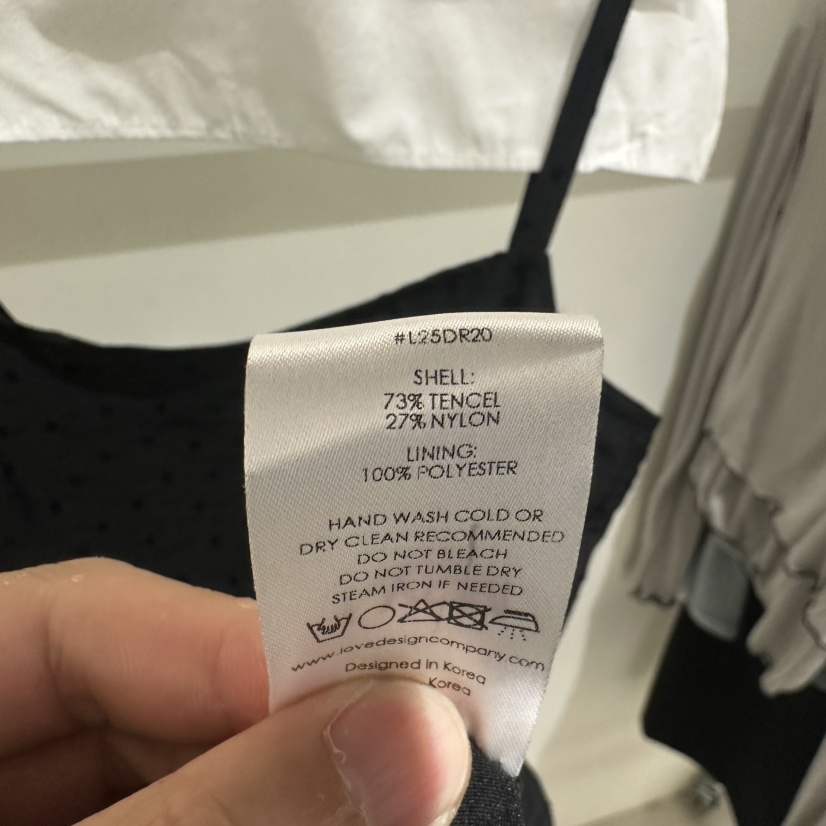 #L25DR20
SHELL:
73% TENCEL
27% NYLON
LINING:
100% POLYESTER
HAND WASH COLD OR
DRY CLEAN RECOMMENDED
DO NOT BLEACH
DO NOT TUMBLE DRY
STEAM IRON IF NEEDED
www.lovedesigncompany.com
Designed in Korea
Korea